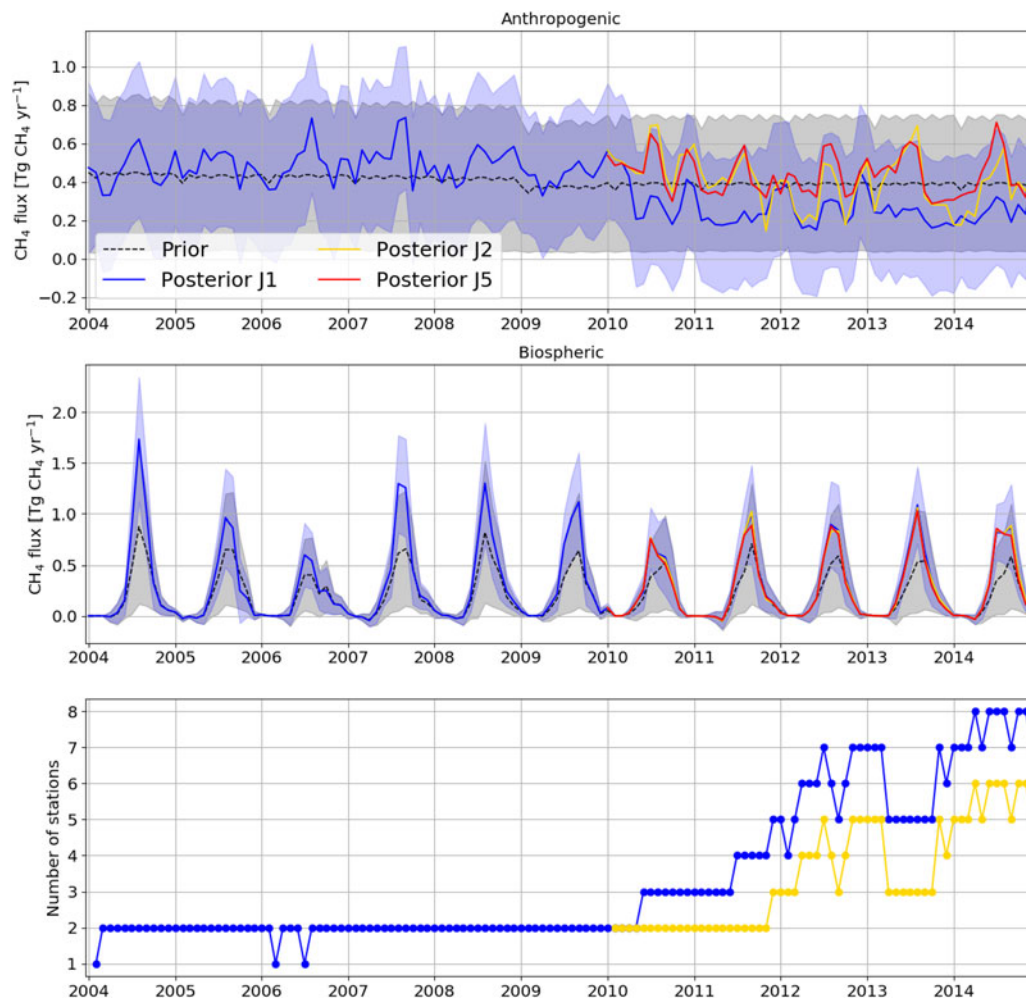 Anthropogenic
CH₄ flux [Tg CH₄ yr⁻¹]
1.0
0.8
0.6
0.4
0.2
0.0
−0.2
Prior
Posterior J1
Posterior J2
Posterior J5
2004 2005 2006 2007 2008 2009 2010 2011 2012 2013 2014
Biospheric
CH₄ flux [Tg CH₄ yr⁻¹]
2.0
1.5
1.0
0.5
0.0
2004 2005 2006 2007 2008 2009 2010 2011 2012 2013 2014
Number of stations
8
7
6
5
4
3
2
1
2004 2005 2006 2007 2008 2009 2010 2011 2012 2013 2014